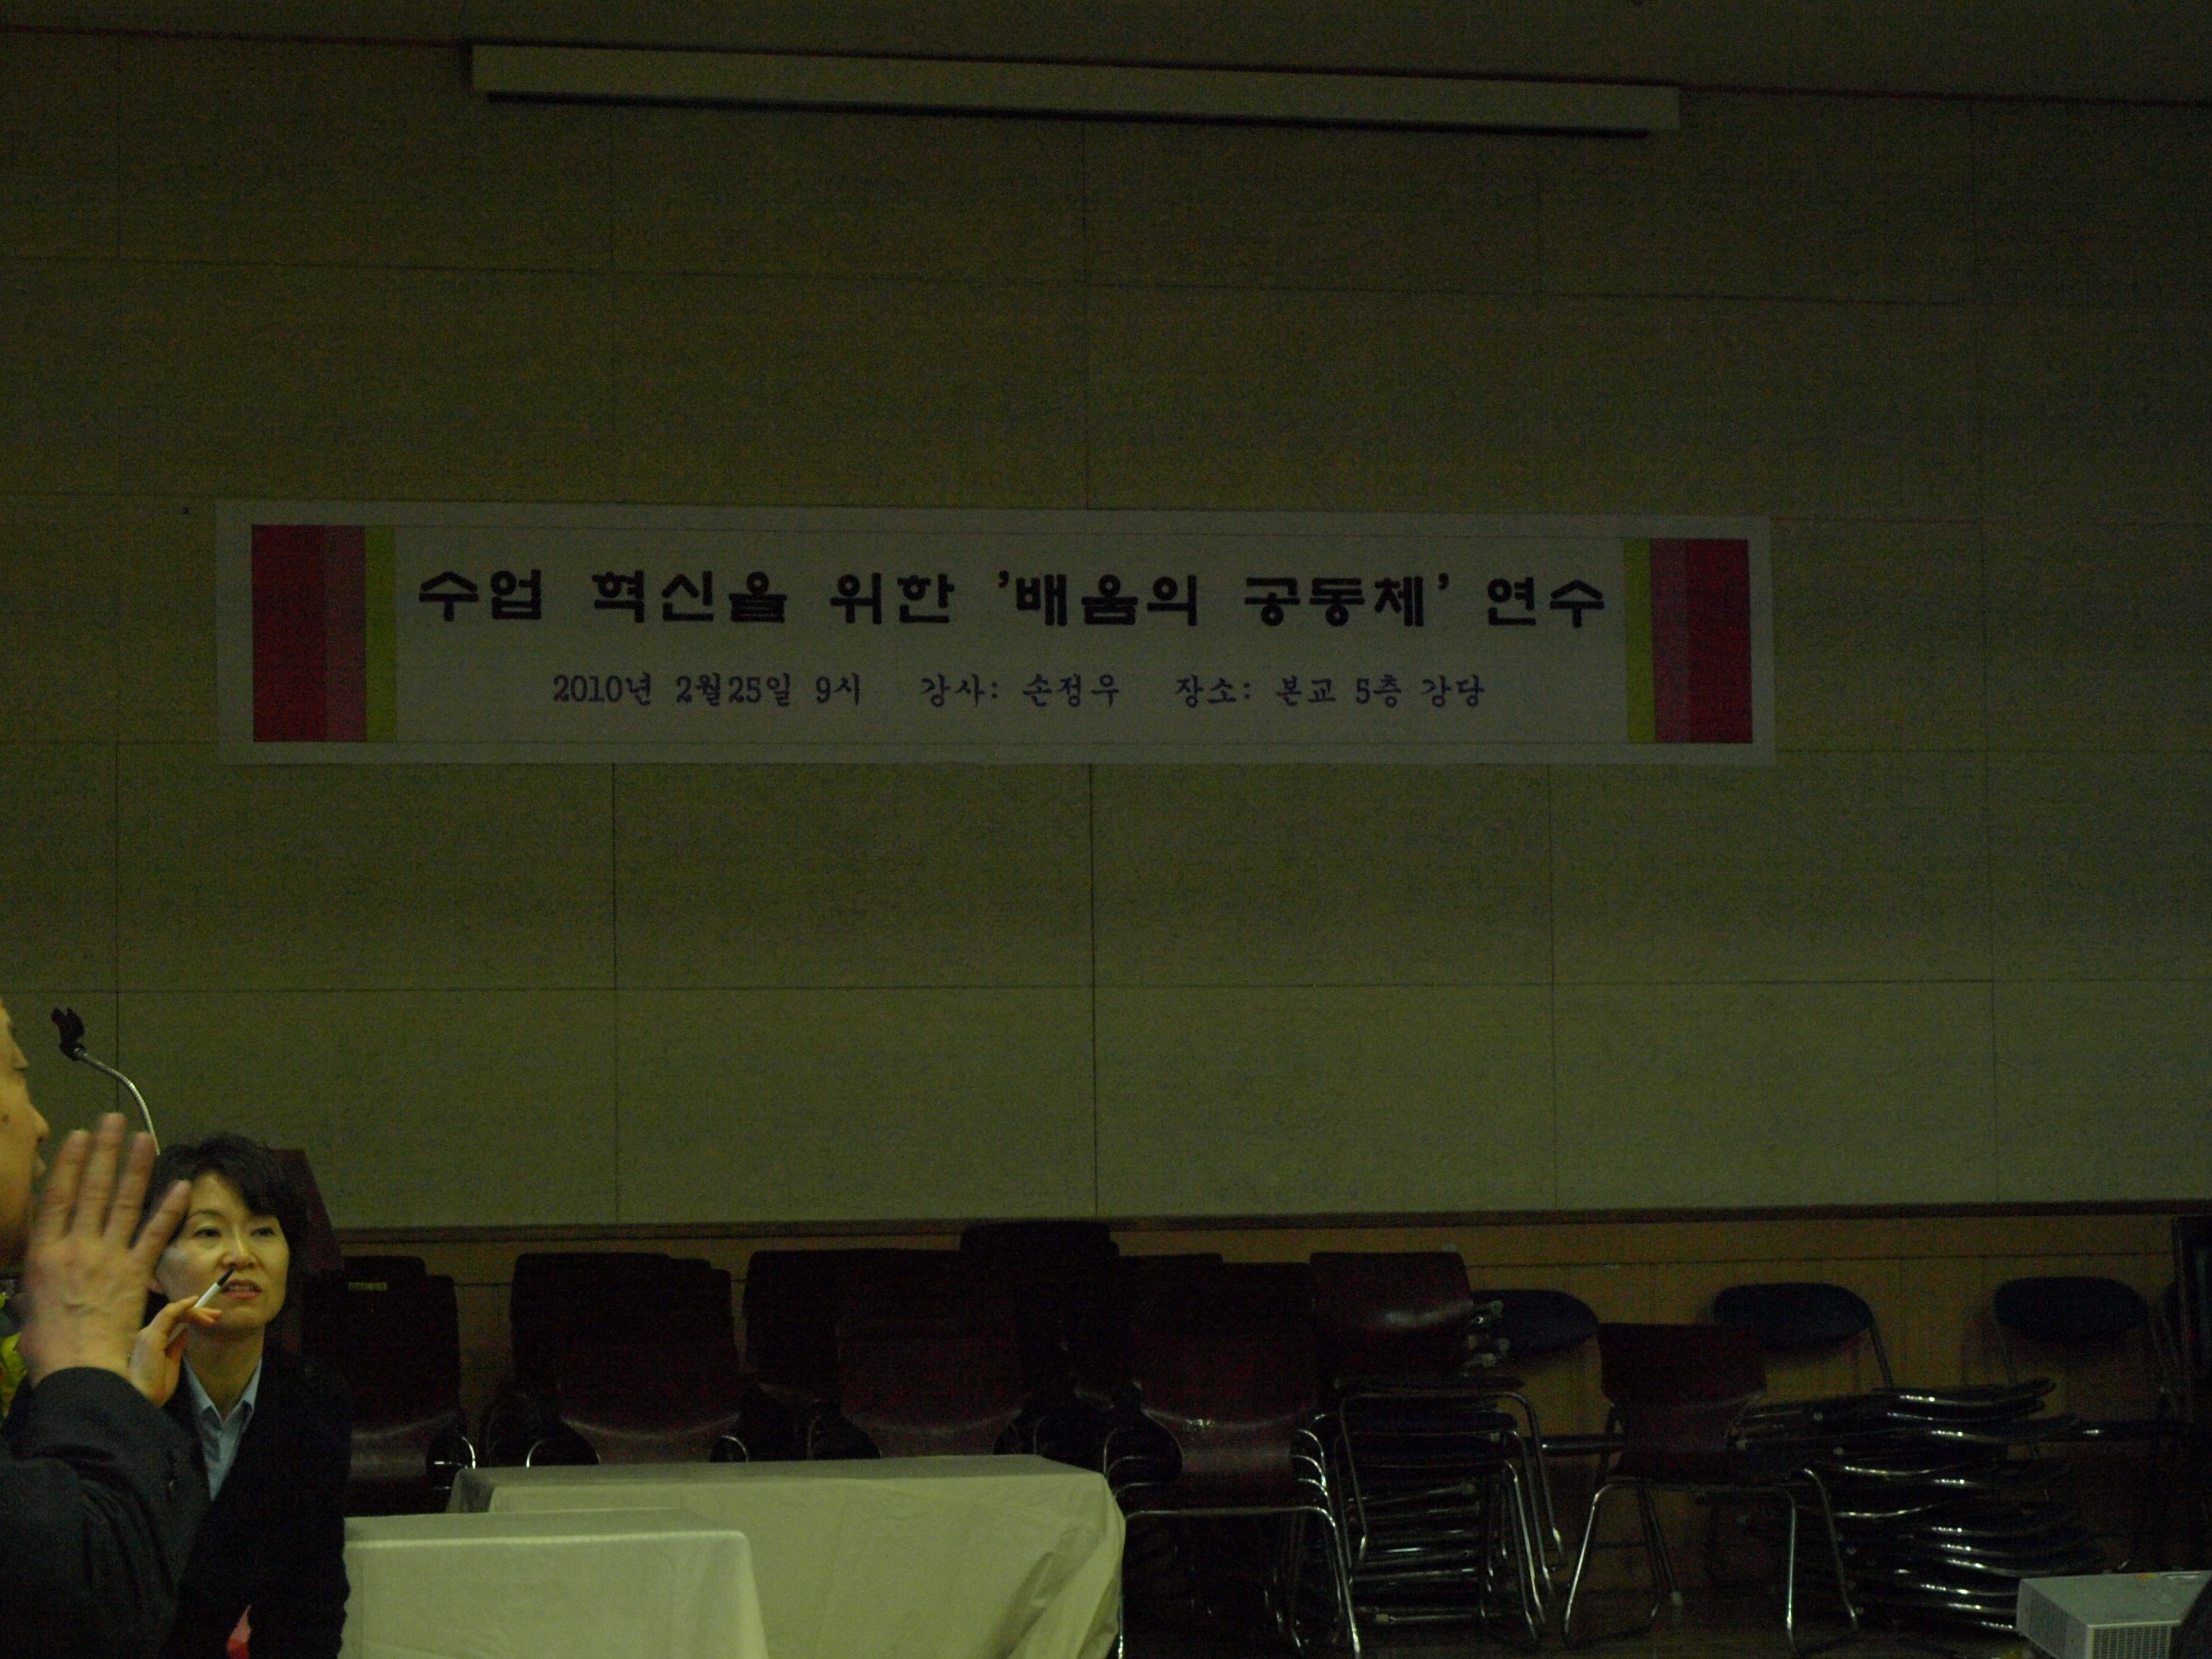 수업 혁신을 위한 '배움의 공동체' 연수
2010년 2월25일 9시 강사: 손정우 장소: 본교 5층 강당